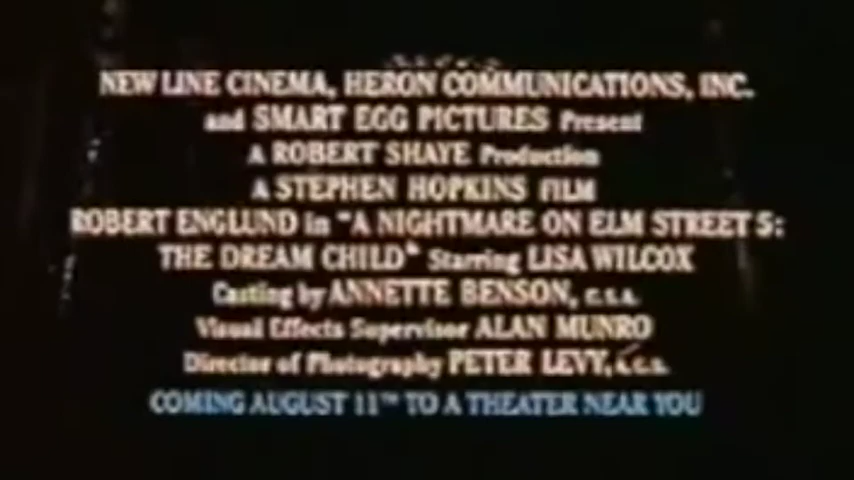 NEW LINE CINEMA, HERON COMMUNICATIONS, INC.
and SMART EGG PICTURES Present
A ROBERT SHAYE Production
A STEPHEN HOPKINS FILM
ROBERT ENGLUND in "A NIGHTMARE ON ELM STREET 5:
THE DREAM CHILD" Starring LISA WILCOX
Casting by ANNETTE BENSON, C.S.A.
Visual Effects Supervisor ALAN MUNRO
Director of Photography PETER LEVY, A.C.S.
COMING AUGUST 11TH TO A THEATER NEAR YOU